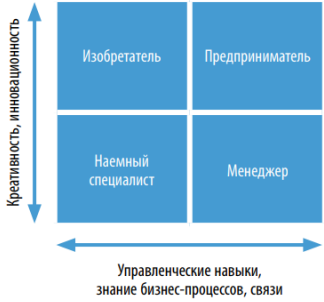 Креативность, инновационность
Изобретатель
Предприниматель
Наемный
специалист
Менеджер
Управленческие навыки,
знание бизнес-процессов, связи